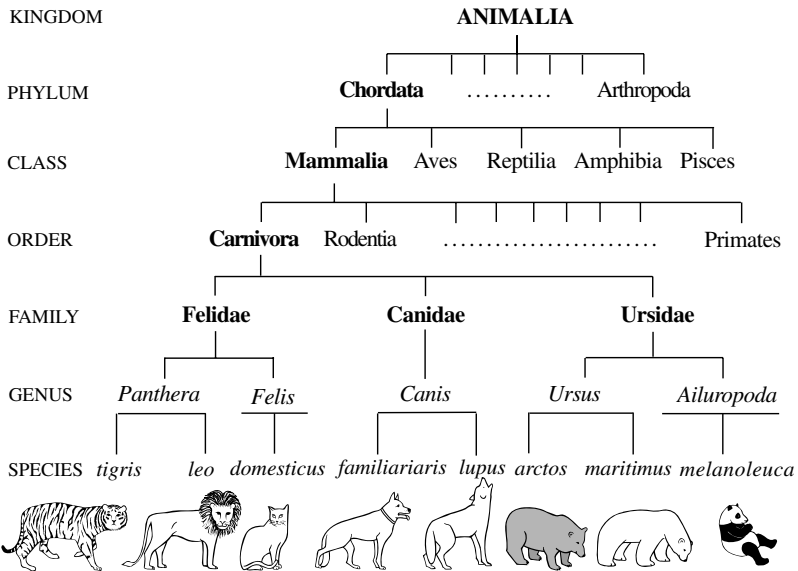 KINGDOM ANIMALIA
PHYLUM Chordata .......... Arthropoda
CLASS Mammalia Aves Reptilia Amphibia Pisces
ORDER Carnivora Rodentia .......................... Primates
FAMILY Felidae Canidae Ursidae
GENUS Panthera Felis Canis Ursus Ailuropoda
SPECIES tigris leo domesticus familiariaris lupus arctos maritimus melanoleuca